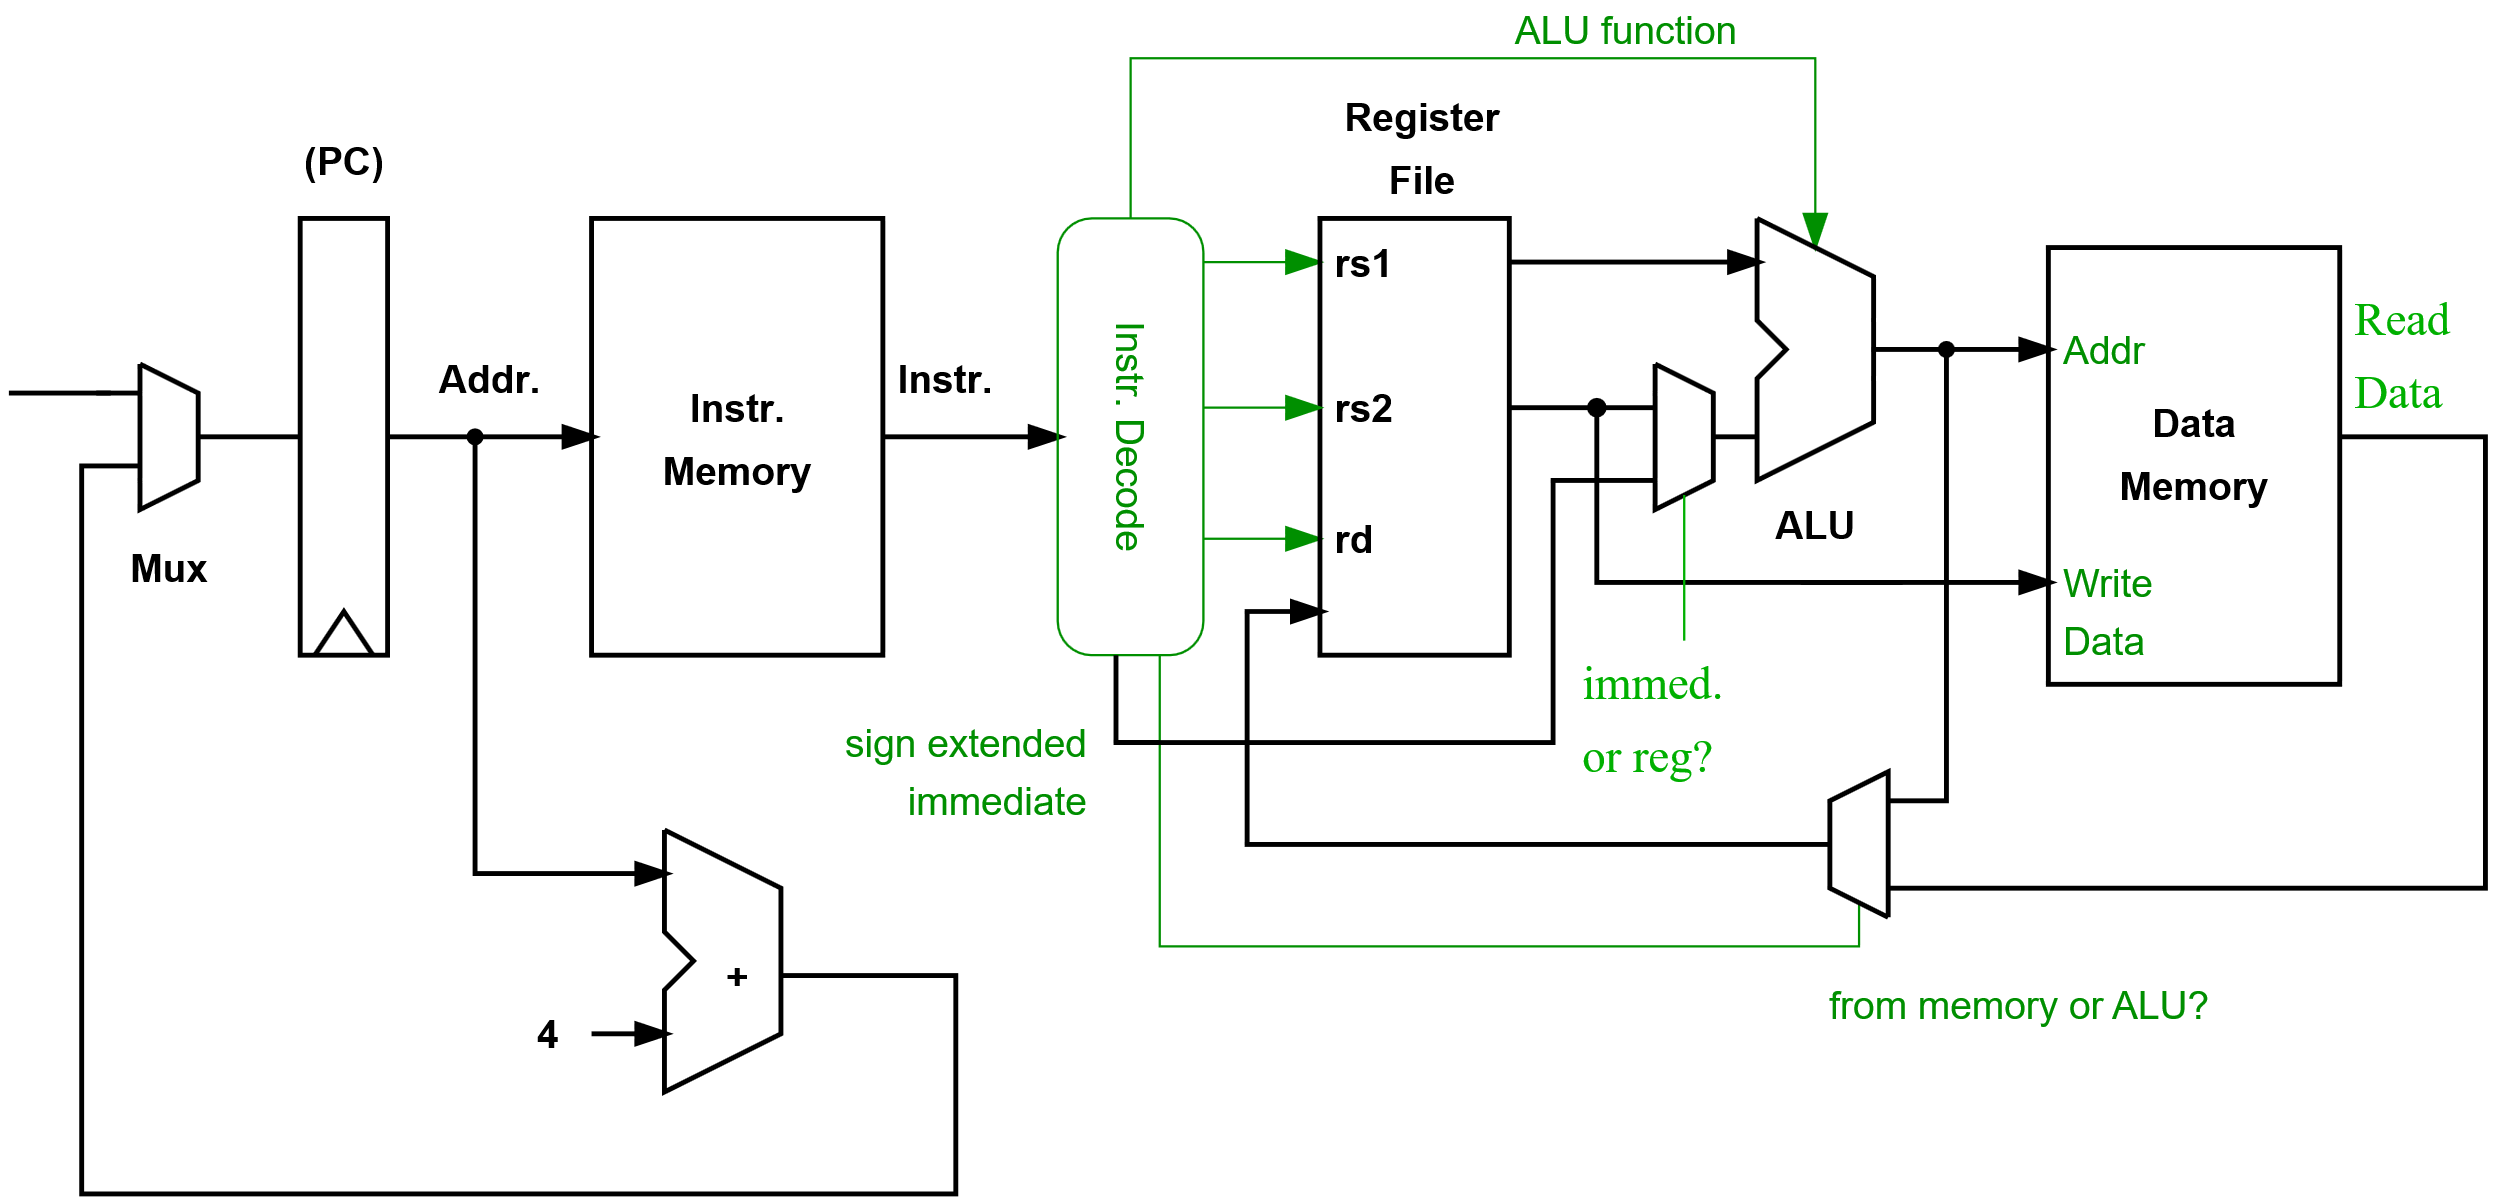 ALU function
Register
File
(PC)
rs1
Read
Addr
Data
Addr.
Instr.
Instr.
Memory
Instr. Decode
rs2
Data
Memory
ALU
rd
Mux
Write
Data
immed.
or reg?
sign extended
immediate
+
4
from memory or ALU?